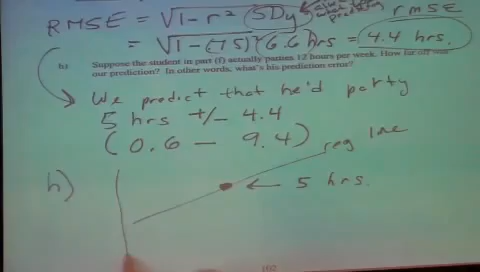 RMSE = √1-r² (SDy) rmse
= √1-(.75)² (6.6 hrs) = 4.4 hrs.
h) Suppose the student in part (f) actually parties 12 hours per week. How far off was
our prediction? In other words, what's his prediction error?
We predict that he'd party
5 hrs +/- 4.4
(0.6 - 9.4)
reg line
h) ← 5 hrs.